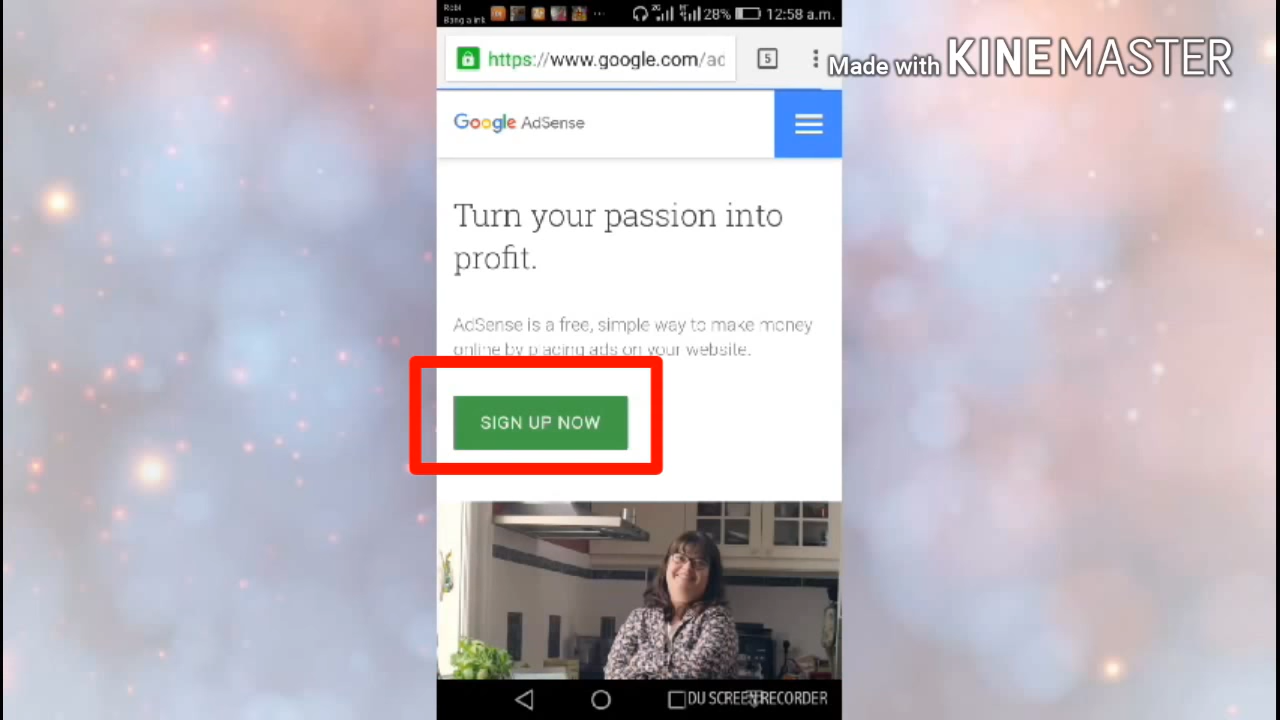 Robi
Banglalink
28% 12:58 a.m.
https://www.google.com/ad
5
Made with KINEMASTER
Google AdSense
Turn your passion into
profit.
AdSense is a free, simple way to make money
online by placing ads on your website.
SIGN UP NOW
DU SCREEN RECORDER